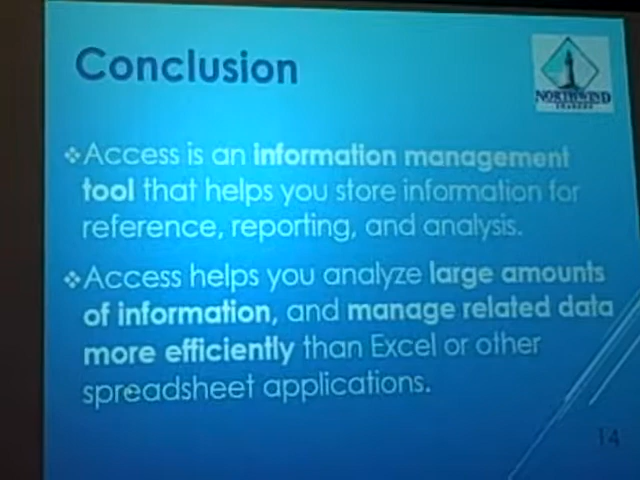 Conclusion
NORTHWIND
TRADERS
❖Access is an information management
tool that helps you store information for
reference, reporting, and analysis.
❖Access helps you analyze large amounts
of information, and manage related data
more efficiently than Excel or other
spreadsheet applications.
14